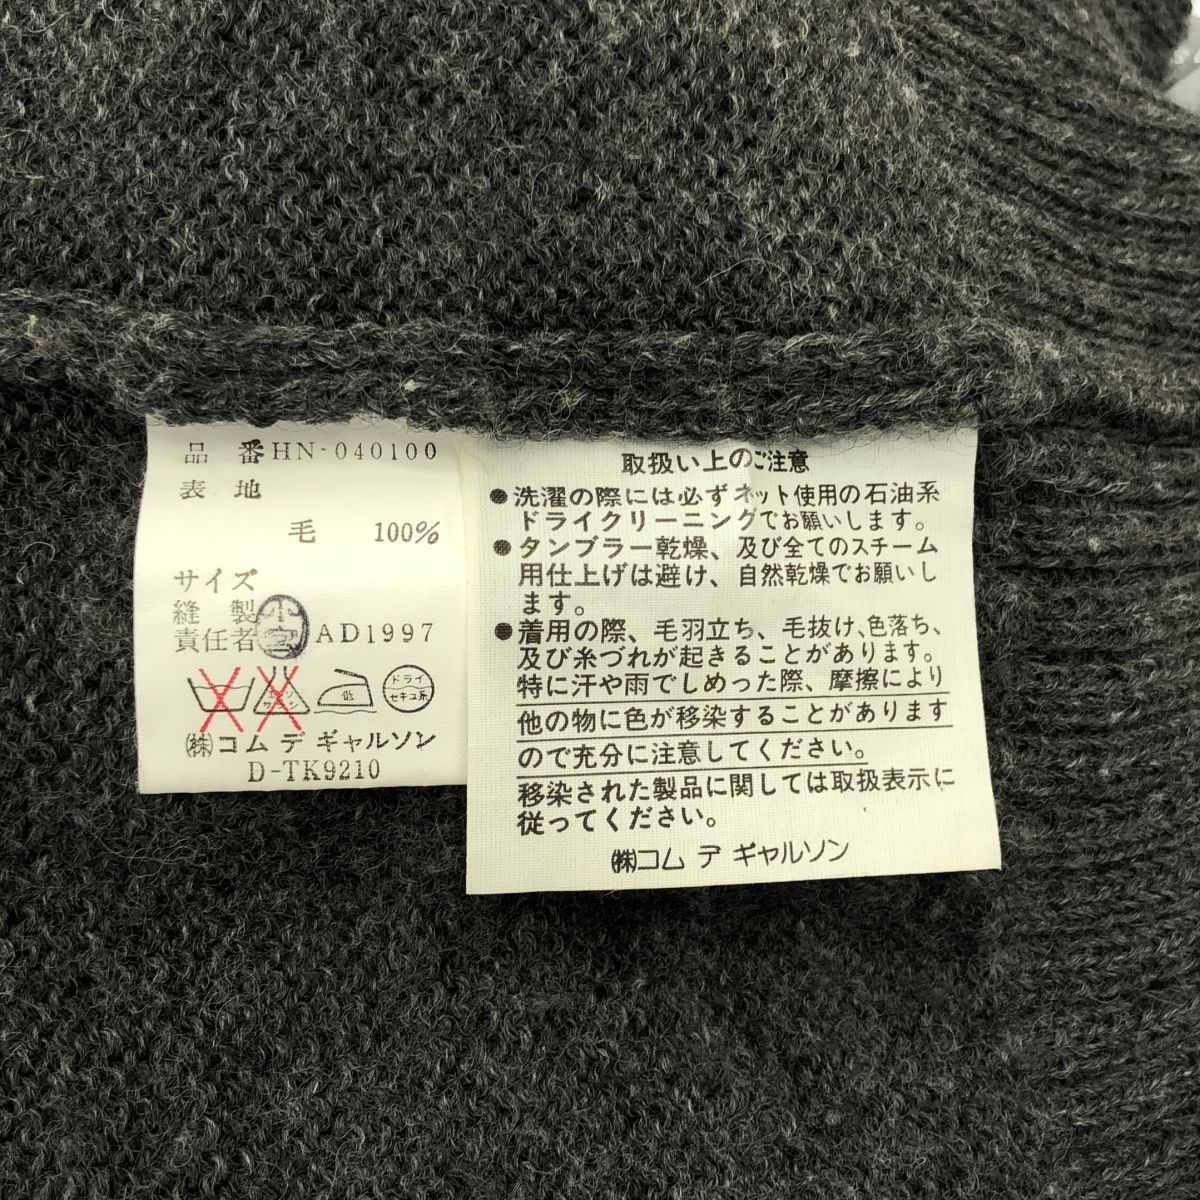 品 番 HN-040100
表 地
毛 100%
サイズ
縫 製
責任者 AD1997
ドライ
セキユ系
㈱コム デ ギャルソン
D-TK9210
取扱い上のご注意
●洗濯の際には必ずネット使用の石油系
ドライクリーニングでお願いします。
●タンブラー乾燥、及び全てのスチーム
用仕上げは避け、自然乾燥でお願いし
ます。
●着用の際、毛羽立ち、毛抜け、色落ち、
及び糸づれが起きることがあります。
特に汗や雨でしめった際、摩擦により
他の物に色が移染することがあります
ので充分に注意してください。
移染された製品に関しては取扱表示に
従ってください。
㈱コム デ ギャルソン